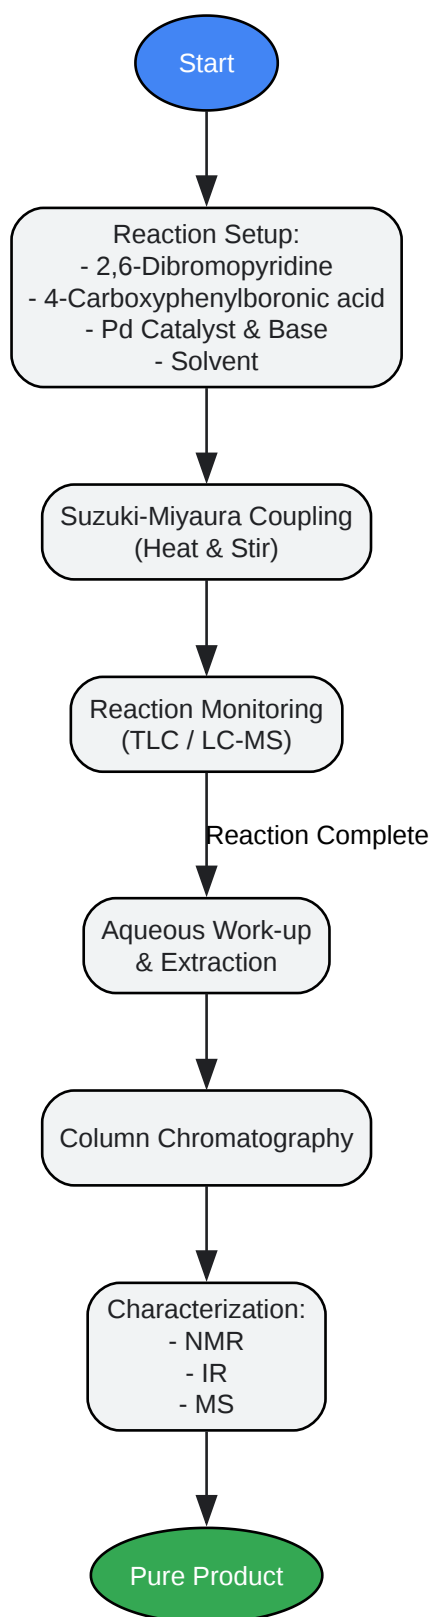 Start
Reaction Setup:
- 2,6-Dibromopyridine
- 4-Carboxyphenylboronic acid
- Pd Catalyst & Base
- Solvent
Suzuki-Miyaura Coupling
(Heat & Stir)
Reaction Monitoring
(TLC / LC-MS)
Reaction Complete
Aqueous Work-up
& Extraction
Column Chromatography
Characterization:
- NMR
- IR
- MS
Pure Product